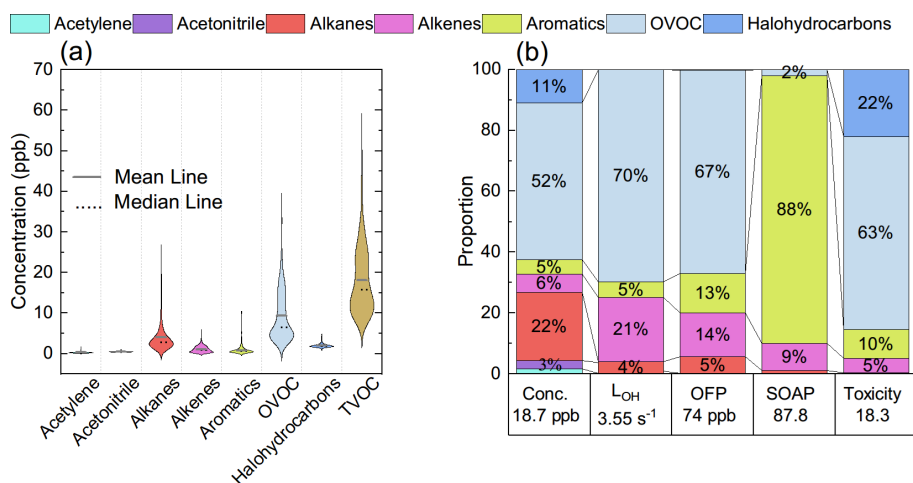 Acetylene Acetonitrile Alkanes Alkenes Aromatics OVOC Halohydrocarbons
(a)
70
60
50
40
30
20
10
0
Concentration (ppb)
Mean Line
Median Line
Acetylene
Acetonitrile
Alkanes
Alkenes
Aromatics
OVOC
Halohydrocarbons
TVOC
(b)
100
80
60
40
20
0
Proportion
11%
52%
5%
6%
22%
3%
70%
5%
21%
4%
67%
13%
14%
5%
2%
88%
9%
22%
63%
10%
5%
Conc. L_OH OFP SOAP Toxicity
18.7 ppb 3.55 s⁻¹ 74 ppb 87.8 18.3